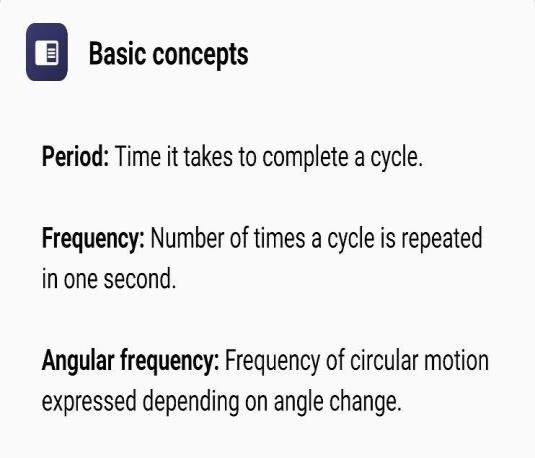 Basic concepts
Period: Time it takes to complete a cycle.
Frequency: Number of times a cycle is repeated
in one second.
Angular frequency: Frequency of circular motion
expressed depending on angle change.